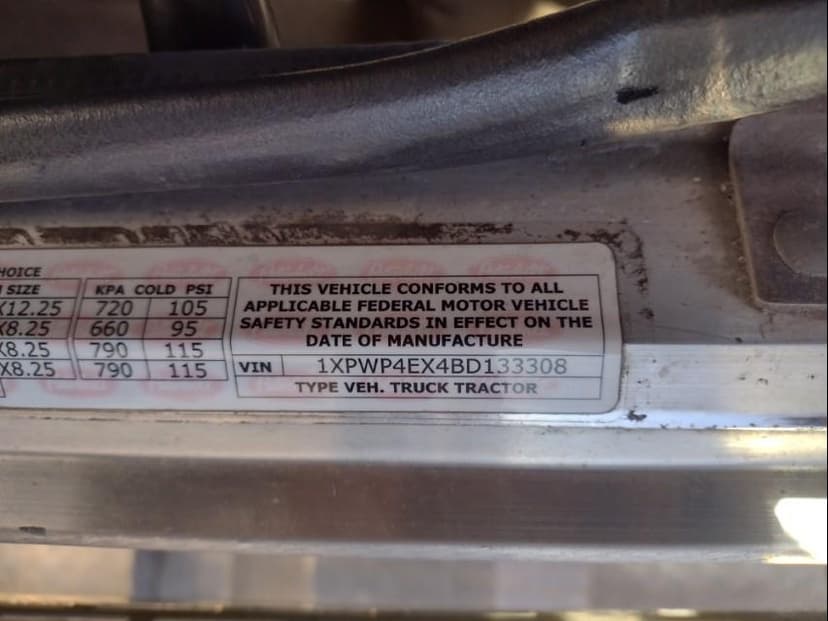 HOICE
SIZE KPA COLD PSI
X12.25 720 105
X8.25 660 95
X8.25 790 115
X8.25 790 115
THIS VEHICLE CONFORMS TO ALL
APPLICABLE FEDERAL MOTOR VEHICLE
SAFETY STANDARDS IN EFFECT ON THE
DATE OF MANUFACTURE
VIN 1XPWP4EX4BD133308
TYPE VEH. TRUCK TRACTOR